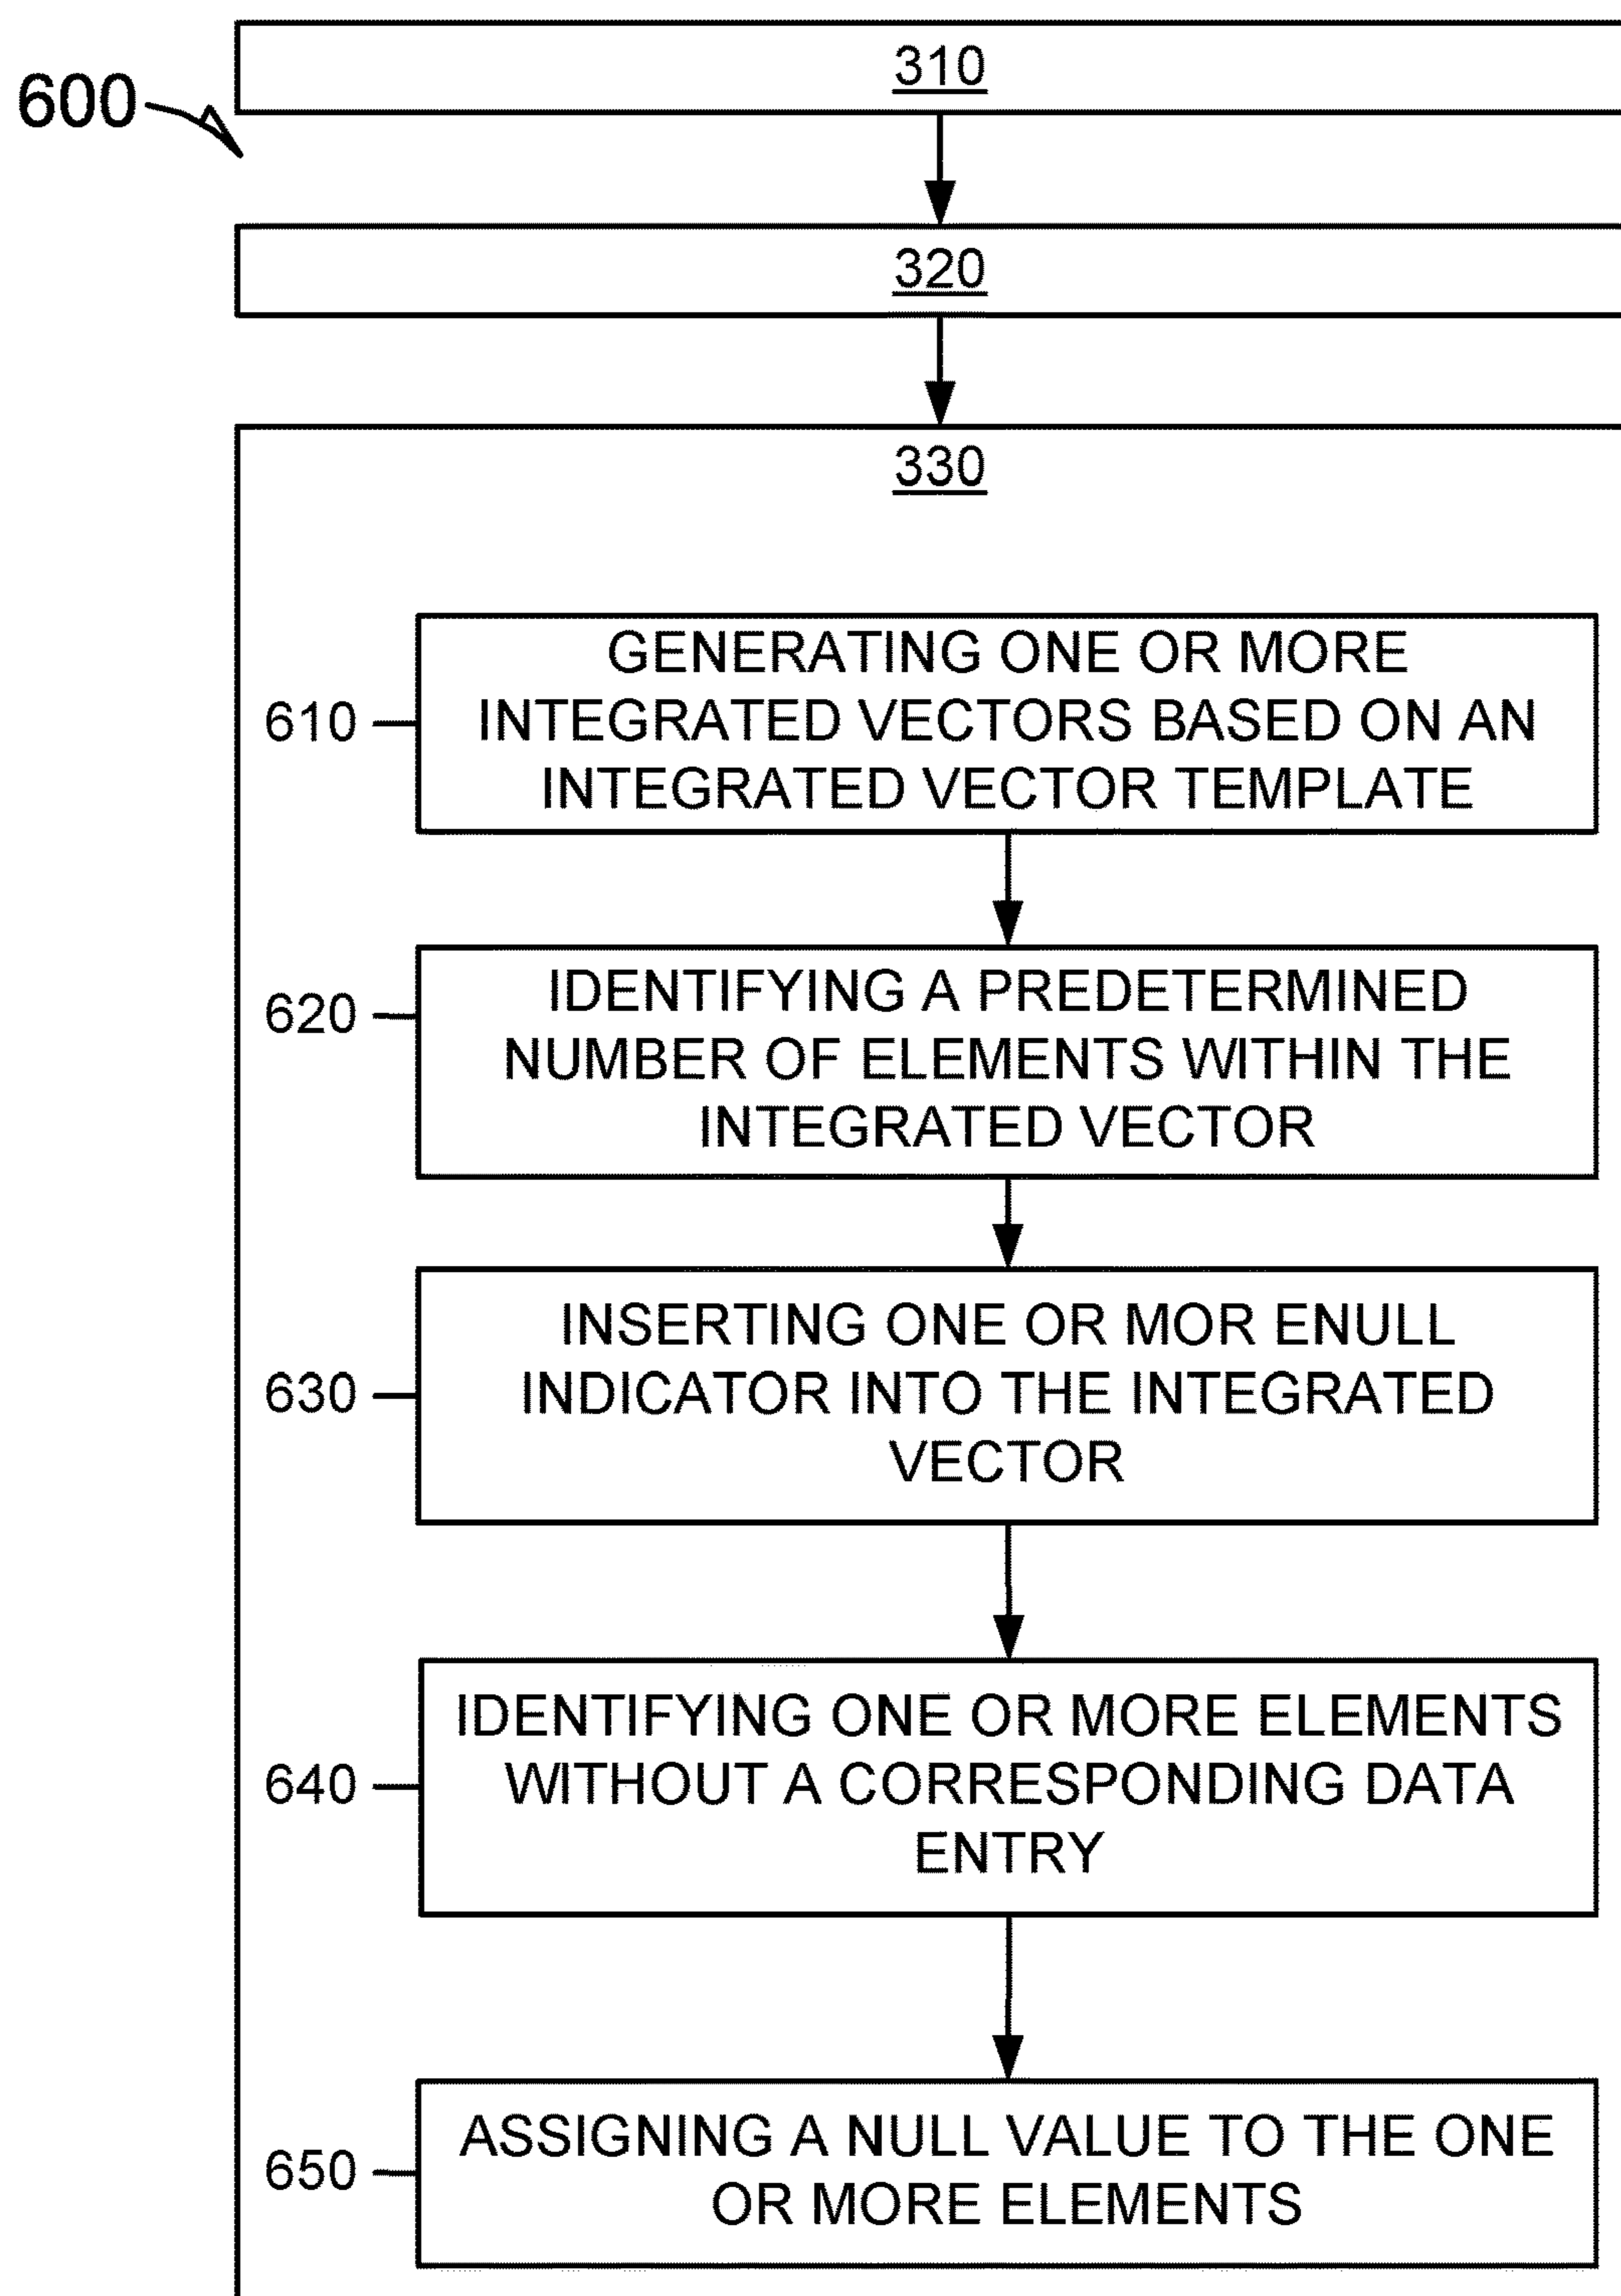 310
600
320
330
GENERATING ONE OR MORE
INTEGRATED VECTORS BASED ON AN
INTEGRATED VECTOR TEMPLATE
610
IDENTIFYING A PREDETERMINED
NUMBER OF ELEMENTS WITHIN THE
INTEGRATED VECTOR
620
INSERTING ONE OR MOR ENULL
INDICATOR INTO THE INTEGRATED
VECTOR
630
IDENTIFYING ONE OR MORE ELEMENTS
WITHOUT A CORRESPONDING DATA
ENTRY
640
ASSIGNING A NULL VALUE TO THE ONE
OR MORE ELEMENTS
650